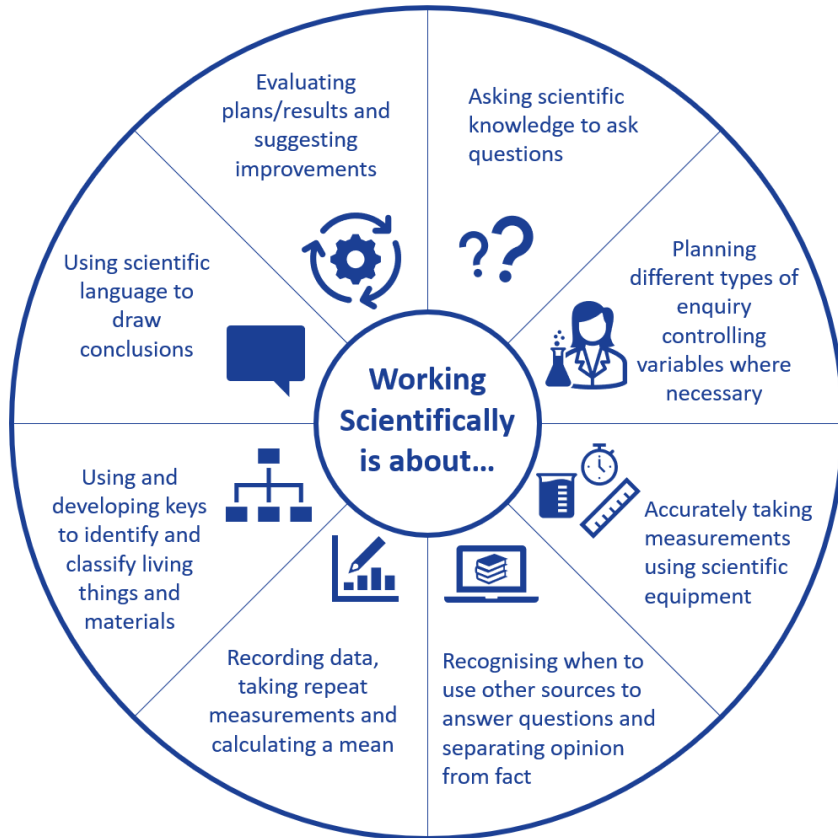 Evaluating
plans/results and
suggesting
improvements
Asking scientific
knowledge to ask
questions
Planning
different types of
enquiry
controlling
variables where
necessary
Accurately taking
measurements
using scientific
equipment
Recognising when to
use other sources to
answer questions and
separating opinion
from fact
Recording data,
taking repeat
measurements and
calculating a mean
Using and
developing keys
to identify and
classify living
things and
materials
Using scientific
language to
draw
conclusions
Working
Scientifically
is about...
??